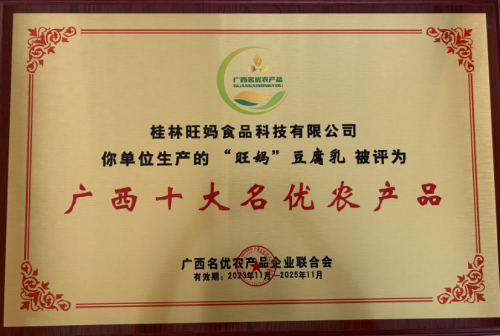 广西名优农产品
GUANGXIMINGYOU
桂林旺妈食品科技有限公司
你单位生产的“旺妈”豆腐乳 被评为
广西十大名优农产品
广西名优农产品企业联合会
有效期：2023年11月—2025年11月